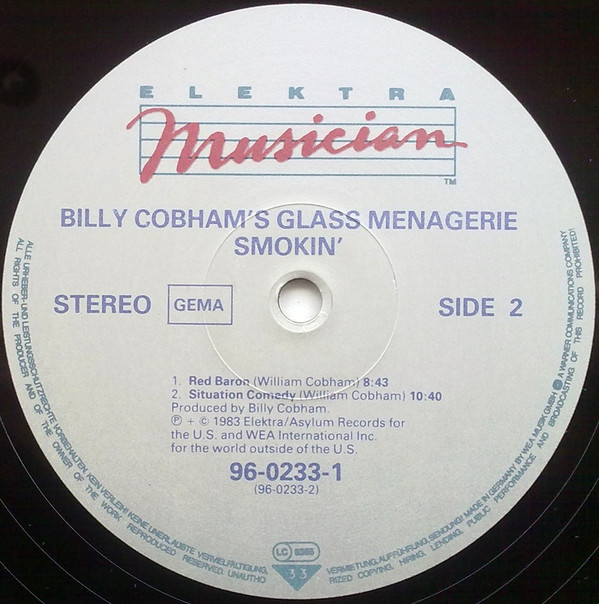 ELEKTRA
Musician
TM
BILLY COBHAM'S GLASS MENAGERIE
SMOKIN'
STEREO GEMA SIDE 2
1. Red Baron (William Cobham) 8:43
2. Situation Comedy (William Cobham) 10:40
Produced by Billy Cobham.
℗ + © 1983 Elektra/Asylum Records for
the U.S. and WEA International Inc.
for the world outside of the U.S.
96-0233-1
(96-0233-2)
LC
33
ALLE URHEBER- UND LEISTUNGSSCHUTZRECHTE VORBEHALTEN. KEIN VERLEIH! KEINE UNERLAUBTE VERVIELFÄLTIGUNG, VERMIETUNG, AUFFÜHRUNG, SENDUNG! MADE IN GERMANY BY WEA MUSIK GMBH A WARNER COMMUNICATIONS COMPANY
ALL RIGHTS OF THE PRODUCER AND OF THE OWNER OF THE WORK REPRODUCED RESERVED. UNAUTHO RIZED COPYING, HIRING, LENDING, PUBLIC PERFORMANCE AND BROADCASTING OF THIS RECORD PROHIBITED!